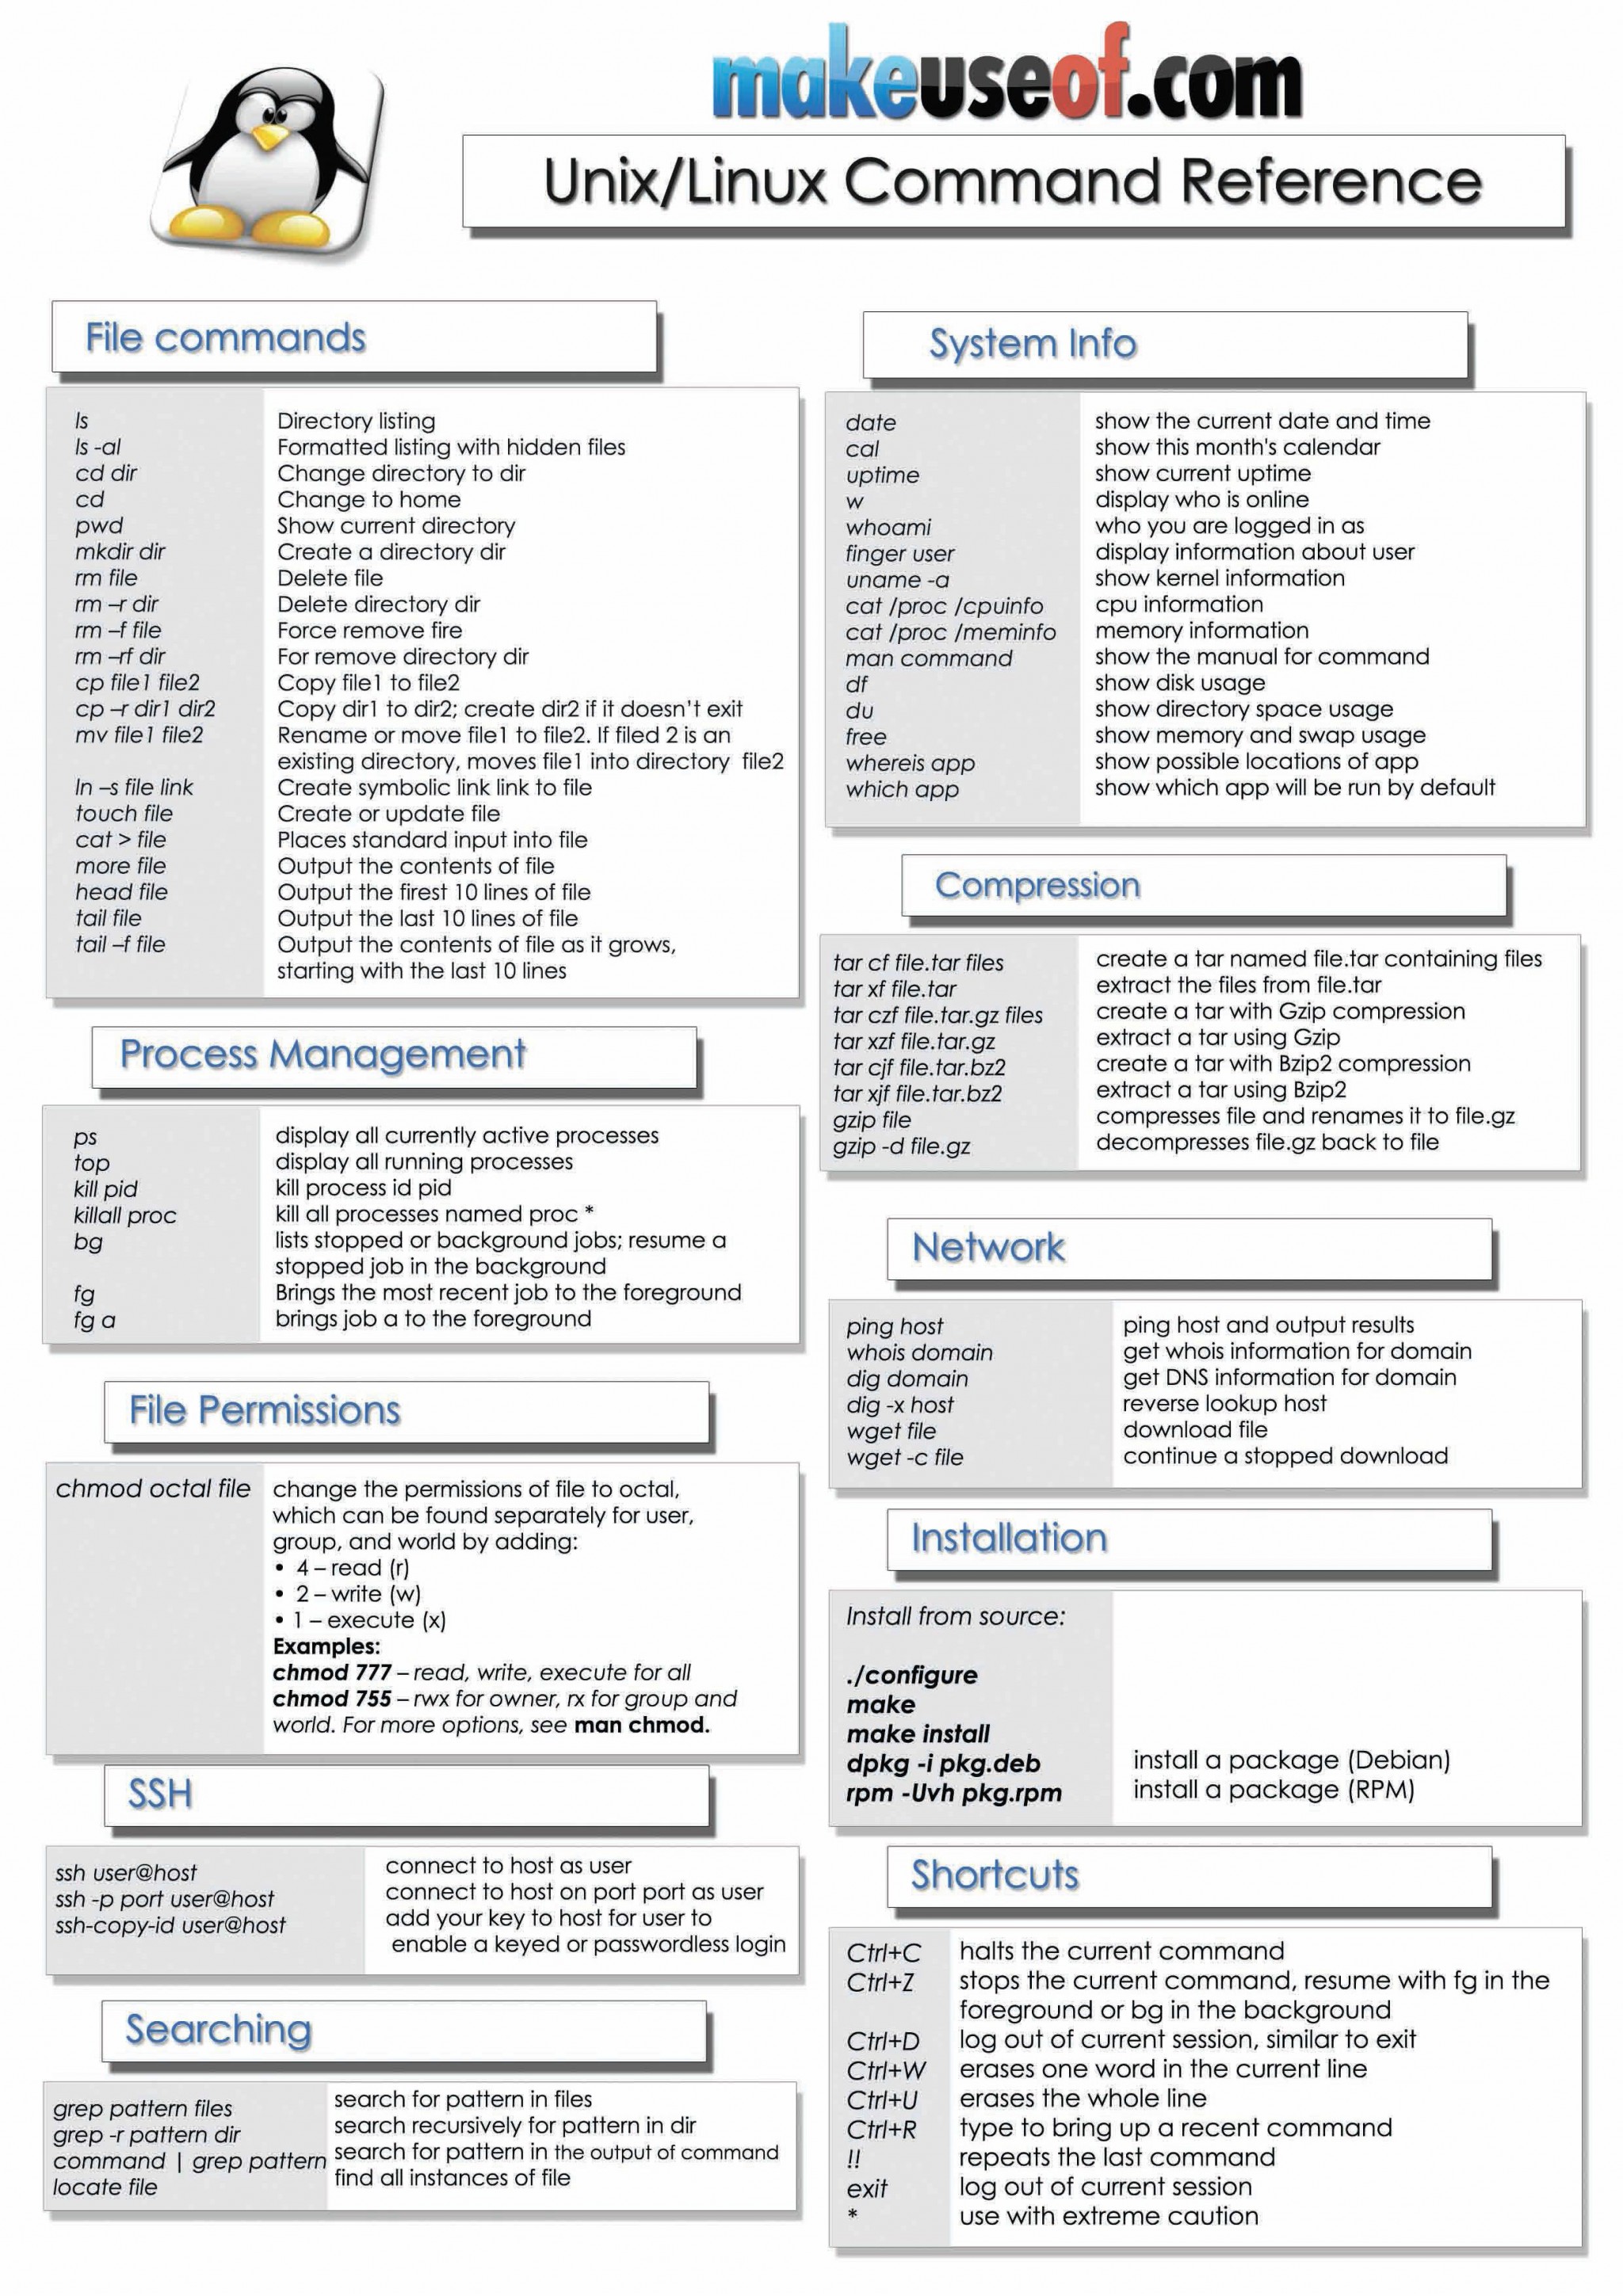 makeuseof.com
Unix/Linux Command Reference
File commands
ls Directory listing
ls -al Formatted listing with hidden files
cd dir Change directory to dir
cd Change to home
pwd Show current directory
mkdir dir Create a directory dir
rm file Delete file
rm –r dir Delete directory dir
rm –f file Force remove fire
rm –rf dir For remove directory dir
cp file1 file2 Copy file1 to file2
cp –r dir1 dir2 Copy dir1 to dir2; create dir2 if it doesn't exit
mv file1 file2 Rename or move file1 to file2. If filed 2 is an
existing directory, moves file1 into directory file2
ln –s file link Create symbolic link link to file
touch file Create or update file
cat > file Places standard input into file
more file Output the contents of file
head file Output the firest 10 lines of file
tail file Output the last 10 lines of file
tail –f file Output the contents of file as it grows,
starting with the last 10 lines
Process Management
ps display all currently active processes
top display all running processes
kill pid kill process id pid
killall proc kill all processes named proc *
bg lists stopped or background jobs; resume a
stopped job in the background
fg Brings the most recent job to the foreground
fg a brings job a to the foreground
File Permissions
chmod octal file change the permissions of file to octal,
which can be found separately for user,
group, and world by adding:
• 4 – read (r)
• 2 – write (w)
• 1 – execute (x)
Examples:
chmod 777 – read, write, execute for all
chmod 755 – rwx for owner, rx for group and
world. For more options, see man chmod.
SSH
ssh user@host connect to host as user
ssh -p port user@host connect to host on port port as user
ssh-copy-id user@host add your key to host for user to
enable a keyed or passwordless login
Searching
grep pattern files search for pattern in files
grep -r pattern dir search recursively for pattern in dir
command | grep pattern search for pattern in the output of command
locate file find all instances of file
System Info
date show the current date and time
cal show this month's calendar
uptime show current uptime
w display who is online
whoami who you are logged in as
finger user display information about user
uname -a show kernel information
cat /proc /cpuinfo cpu information
cat /proc /meminfo memory information
man command show the manual for command
df show disk usage
du show directory space usage
free show memory and swap usage
whereis app show possible locations of app
which app show which app will be run by default
Compression
tar cf file.tar files create a tar named file.tar containing files
tar xf file.tar extract the files from file.tar
tar czf file.tar.gz files create a tar with Gzip compression
tar xzf file.tar.gz extract a tar using Gzip
tar cjf file.tar.bz2 create a tar with Bzip2 compression
tar xjf file.tar.bz2 extract a tar using Bzip2
gzip file compresses file and renames it to file.gz
gzip -d file.gz decompresses file.gz back to file
Network
ping host ping host and output results
whois domain get whois information for domain
dig domain get DNS information for domain
dig -x host reverse lookup host
wget file download file
wget -c file continue a stopped download
Installation
Install from source:
./configure
make
make install
dpkg -i pkg.deb install a package (Debian)
rpm -Uvh pkg.rpm install a package (RPM)
Shortcuts
Ctrl+C halts the current command
Ctrl+Z stops the current command, resume with fg in the
foreground or bg in the background
Ctrl+D log out of current session, similar to exit
Ctrl+W erases one word in the current line
Ctrl+U erases the whole line
Ctrl+R type to bring up a recent command
!! repeats the last command
exit log out of current session
* use with extreme caution